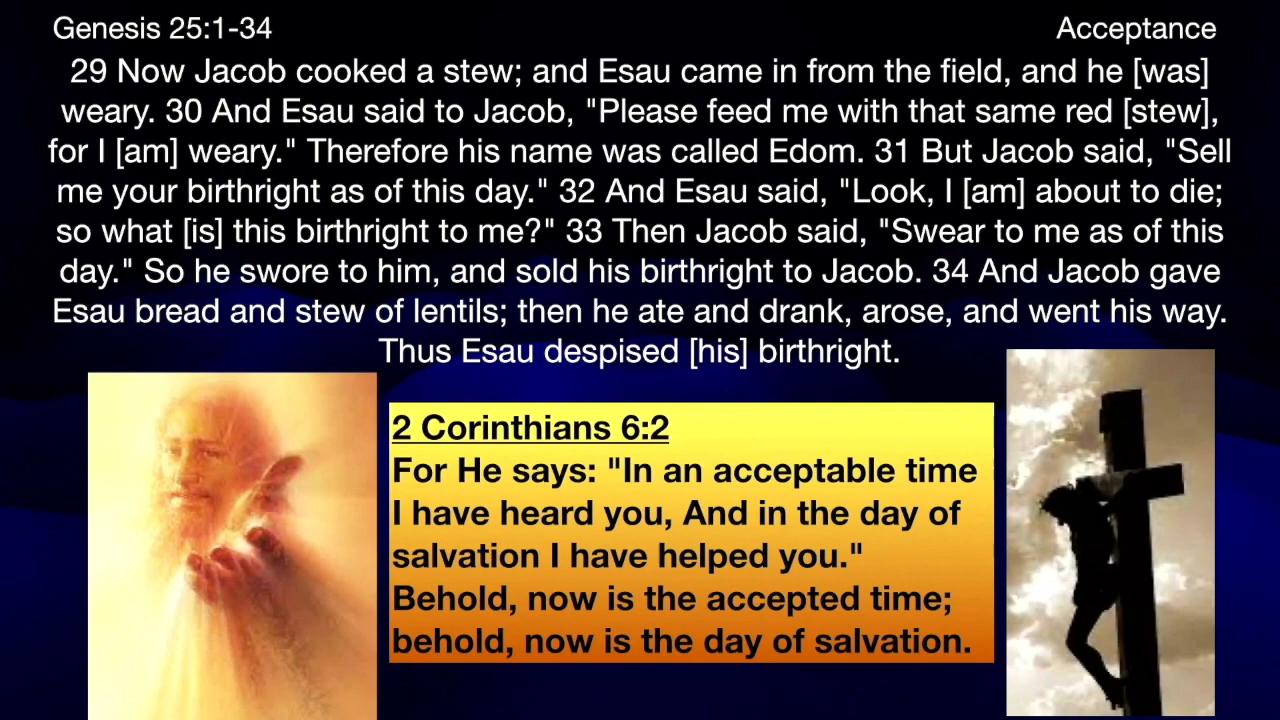 Genesis 25:1-34
Acceptance
29 Now Jacob cooked a stew; and Esau came in from the field, and he [was]
weary. 30 And Esau said to Jacob, "Please feed me with that same red [stew],
for I [am] weary." Therefore his name was called Edom. 31 But Jacob said, "Sell
me your birthright as of this day." 32 And Esau said, "Look, I [am] about to die;
so what [is] this birthright to me?" 33 Then Jacob said, "Swear to me as of this
day." So he swore to him, and sold his birthright to Jacob. 34 And Jacob gave
Esau bread and stew of lentils; then he ate and drank, arose, and went his way.
Thus Esau despised [his] birthright.
2 Corinthians 6:2
For He says: "In an acceptable time
I have heard you, And in the day of
salvation I have helped you."
Behold, now is the accepted time;
behold, now is the day of salvation.